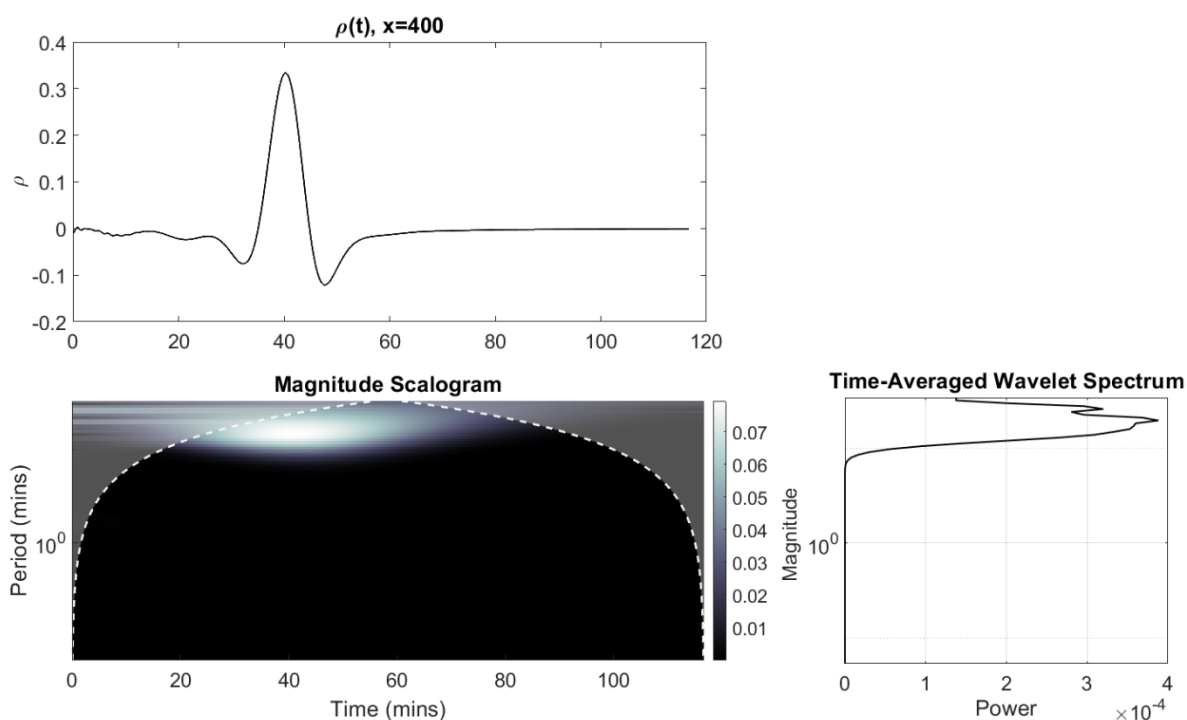 ρ(t), x=400
0.4
0.3
0.2
0.1
0
-0.1
-0.2
ρ
0 20 40 60 80 100 120
Magnitude Scalogram
Period (mins)
10⁰
0 20 40 60 80 100
Time (mins)
0.07
0.06
0.05
0.04
0.03
0.02
0.01
Time-Averaged Wavelet Spectrum
Magnitude
10⁰
0 1 2 3 4
Power
×10⁻⁴